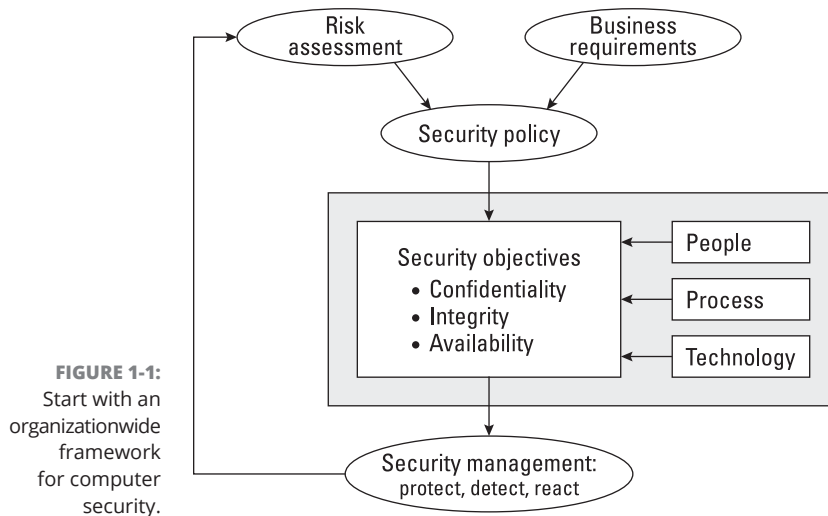 Risk
assessment
Business
requirements
Security policy
Security objectives
• Confidentiality
• Integrity
• Availability
People
Process
Technology
Security management:
protect, detect, react
FIGURE 1-1:
Start with an
organizationwide
framework
for computer
security.